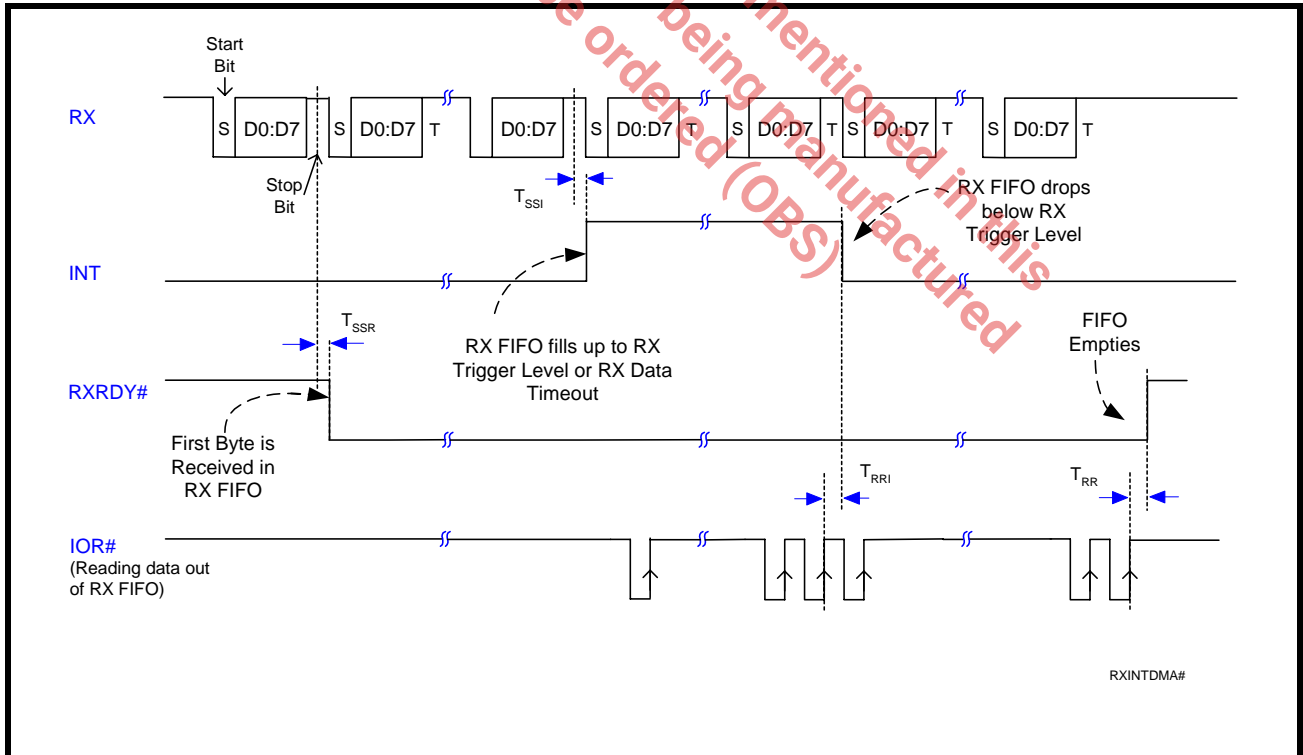 mentioned in this
being manufactured
be ordered (OBS)
Start
Bit
RX
S D0:D7 S D0:D7 T D0:D7 S D0:D7 T S D0:D7 T S D0:D7 T S D0:D7 T
Stop
Bit
TSSI
RX FIFO drops
below RX
Trigger Level
INT
TSSR
RX FIFO fills up to RX
Trigger Level or RX Data
Timeout
FIFO
Empties
RXRDY#
First Byte is
Received in
RX FIFO
TRRI
TRR
IOR#
(Reading data out
of RX FIFO)
RXINTDMA#